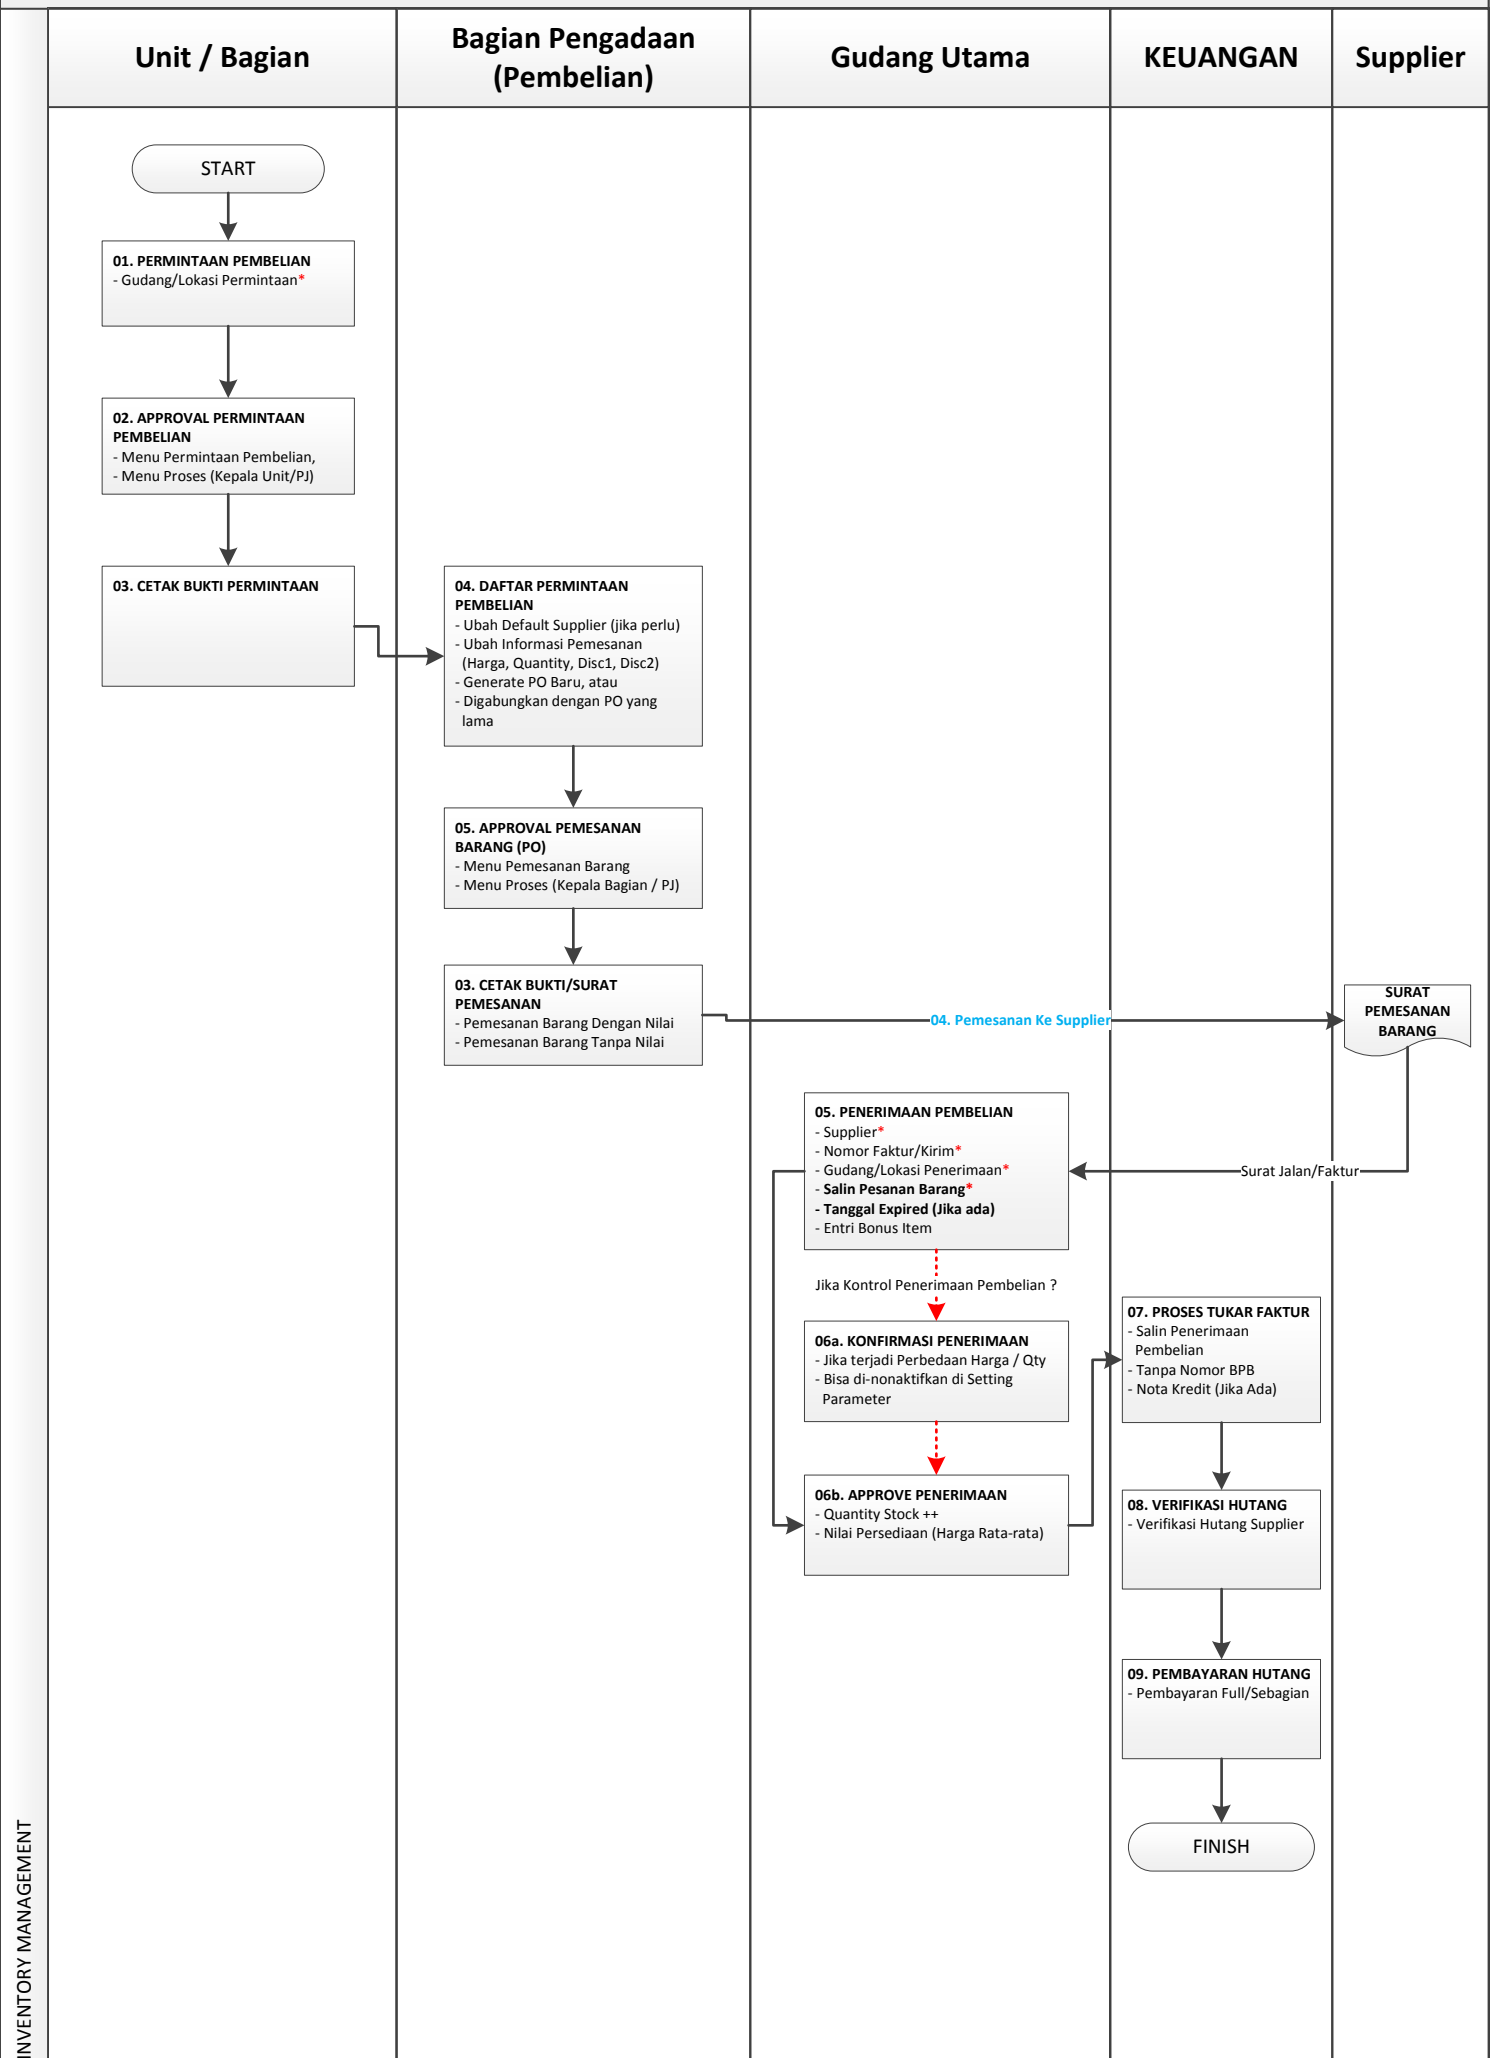 Unit / Bagian
Bagian Pengadaan
(Pembelian)
Gudang Utama
KEUANGAN
Supplier
START
01. PERMINTAAN PEMBELIAN
- Gudang/Lokasi Permintaan*
02. APPROVAL PERMINTAAN
PEMBELIAN
- Menu Permintaan Pembelian,
- Menu Proses (Kepala Unit/PJ)
03. CETAK BUKTI PERMINTAAN
04. DAFTAR PERMINTAAN
PEMBELIAN
- Ubah Default Supplier (jika perlu)
- Ubah Informasi Pemesanan
(Harga, Quantity, Disc1, Disc2)
- Generate PO Baru, atau
- Digabungkan dengan PO yang
lama
05. APPROVAL PEMESANAN
BARANG (PO)
- Menu Pemesanan Barang
- Menu Proses (Kepala Bagian / PJ)
03. CETAK BUKTI/SURAT
PEMESANAN
- Pemesanan Barang Dengan Nilai
- Pemesanan Barang Tanpa Nilai
04. Pemesanan Ke Supplier
SURAT
PEMESANAN
BARANG
05. PENERIMAAN PEMBELIAN
- Supplier*
- Nomor Faktur/Kirim*
- Gudang/Lokasi Penerimaan*
- Salin Pesanan Barang*
- Tanggal Expired (Jika ada)
- Entri Bonus Item
Surat Jalan/Faktur
Jika Kontrol Penerimaan Pembelian ?
06a. KONFIRMASI PENERIMAAN
- Jika terjadi Perbedaan Harga / Qty
- Bisa di-nonaktifkan di Setting
Parameter
06b. APPROVE PENERIMAAN
- Quantity Stock ++
- Nilai Persediaan (Harga Rata-rata)
07. PROSES TUKAR FAKTUR
- Salin Penerimaan
Pembelian
- Tanpa Nomor BPB
- Nota Kredit (Jika Ada)
08. VERIFIKASI HUTANG
- Verifikasi Hutang Supplier
09. PEMBAYARAN HUTANG
- Pembayaran Full/Sebagian
FINISH
INVENTORY MANAGEMENT